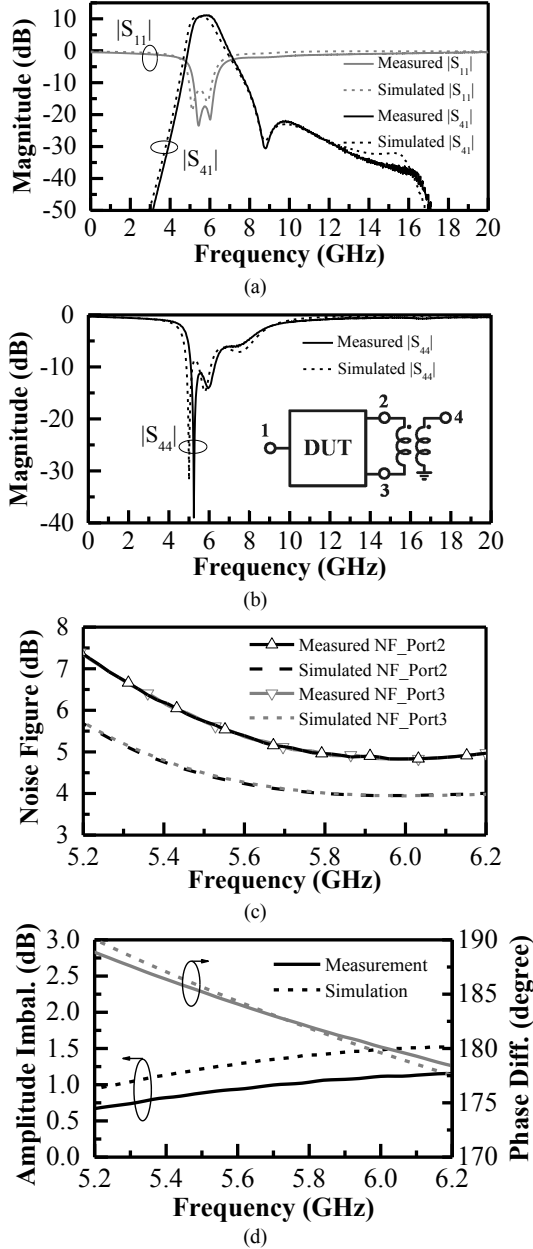 10
0
-10
-20
-30
-40
-50
Magnitude (dB)
|S11|
|S41|
Measured |S11|
Simulated |S11|
Measured |S41|
Simulated |S41|
0 2 4 6 8 10 12 14 16 18 20
Frequency (GHz)
(a)
0
-10
-20
-30
-40
Magnitude (dB)
|S44|
Measured |S44|
Simulated |S44|
1
DUT
2
3
4
0 2 4 6 8 10 12 14 16 18 20
Frequency (GHz)
(b)
8
7
6
5
4
3
Noise Figure (dB)
Measured NF_Port2
Simulated NF_Port2
Measured NF_Port3
Simulated NF_Port3
5.2 5.4 5.6 5.8 6.0 6.2
Frequency (GHz)
(c)
3.0
2.5
2.0
1.5
1.0
0.5
0.0
Amplitude Imbal. (dB)
Measurement
Simulation
190
185
180
175
170
Phase Diff. (degree)
5.2 5.4 5.6 5.8 6.0 6.2
Frequency (GHz)
(d)